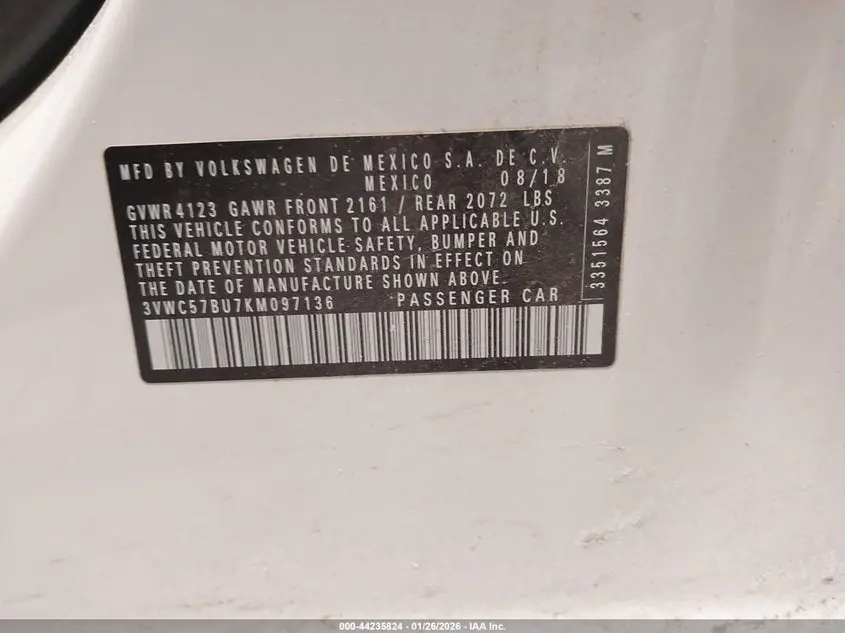 MFD BY VOLKSWAGEN DE MEXICO S.A. DE C.V.
MEXICO 08/18
GVWR 4123 GAWR FRONT 2161 / REAR 2072 LBS
THIS VEHICLE CONFORMS TO ALL APPLICABLE U.S.
FEDERAL MOTOR VEHICLE SAFETY, BUMPER AND
THEFT PREVENTION STANDARDS IN EFFECT ON
THE DATE OF MANUFACTURE SHOWN ABOVE.
3VWC57BU7KM097136 PASSENGER CAR
3351564 3387 M
000-44235824 - 01/26/2026 - IAA Inc.